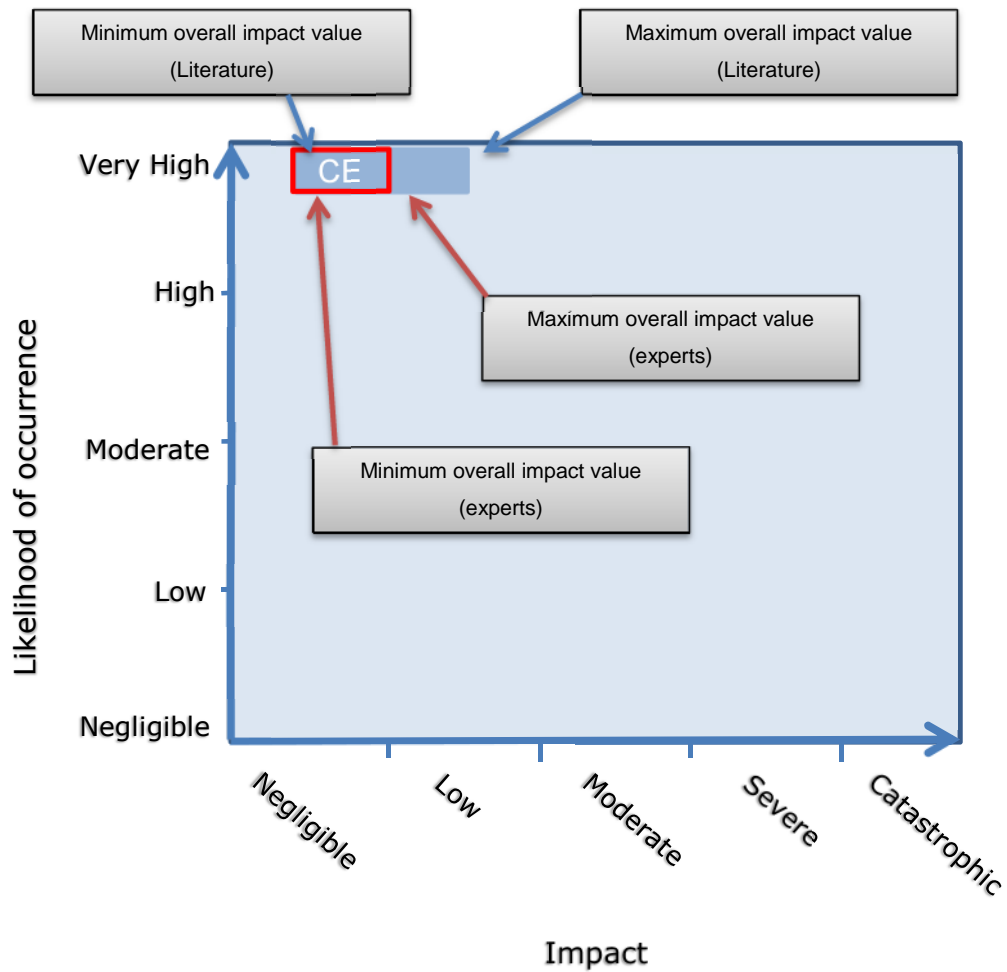 Minimum overall impact value
(Literature)
Maximum overall impact value
(Literature)
Very High
CE
High
Maximum overall impact value
(experts)
Moderate
Minimum overall impact value
(experts)
Low
Negligible
Likelihood of occurrence
Negligible
Low
Moderate
Severe
Catastrophic
Impact